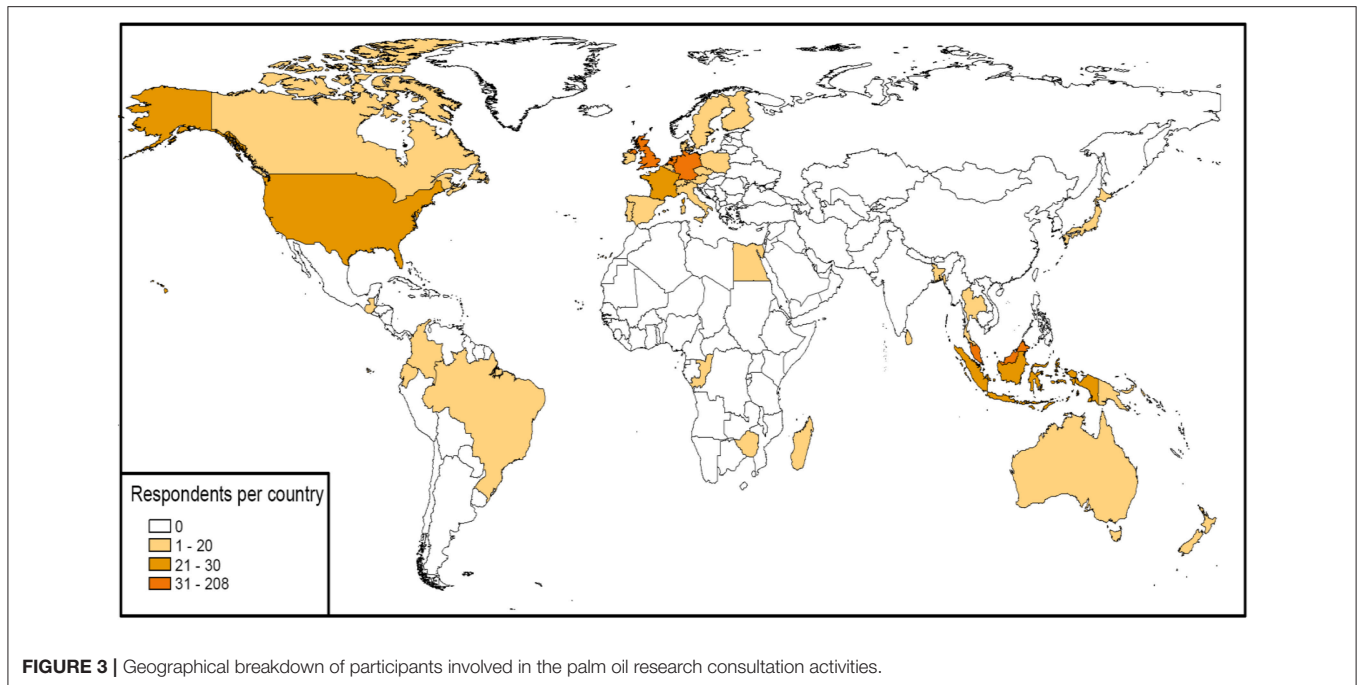 Respondents per country
0
1 - 20
21 - 30
31 - 208
FIGURE 3 | Geographical breakdown of participants involved in the palm oil research consultation activities.